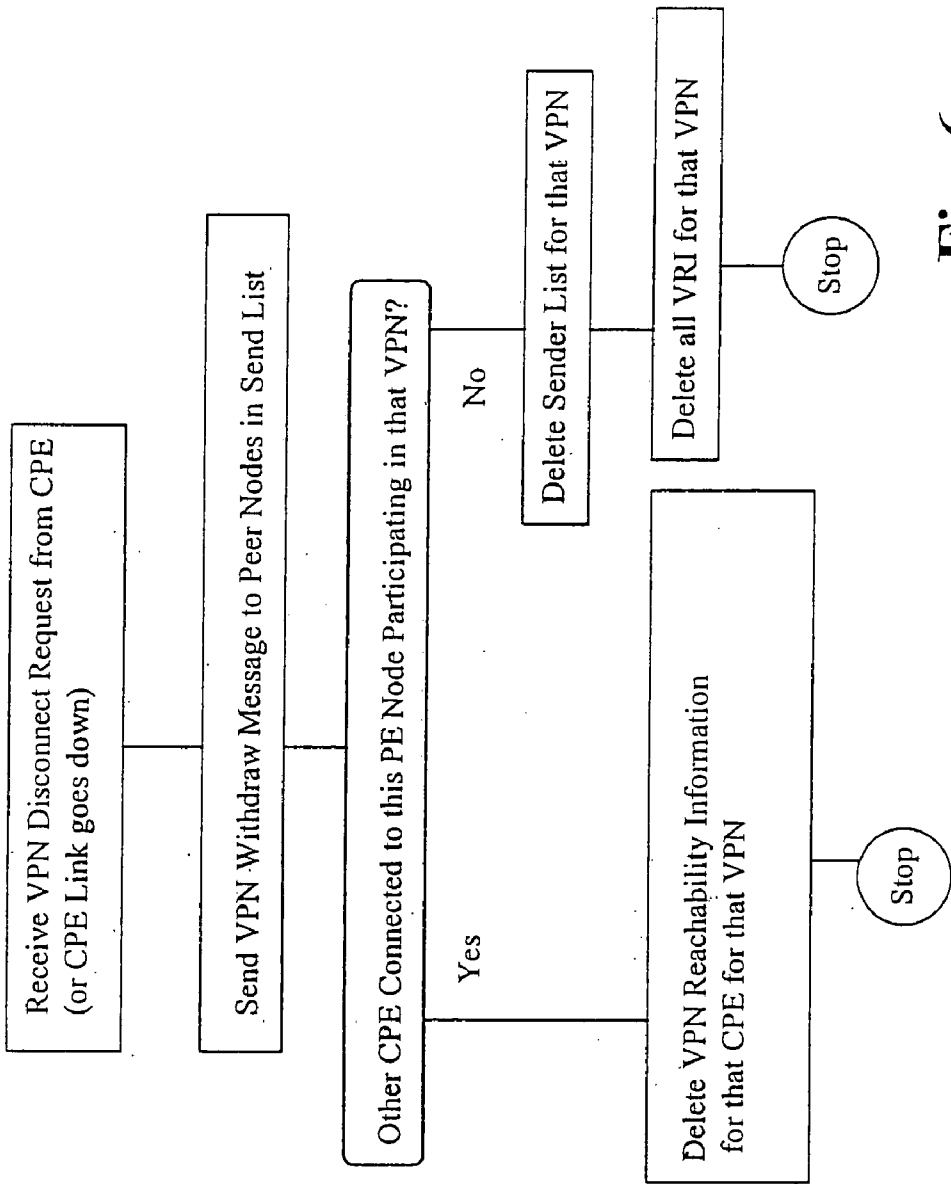 Receive VPN Disconnect Request from CPE
(or CPE Link goes down)
Send VPN Withdraw Message to Peer Nodes in Send List
Other CPE Connected to this PE Node Participating in that VPN?
Yes
No
Delete VPN Reachability Information
for that CPE for that VPN
Stop
Delete Sender List for that VPN
Delete all VRI for that VPN
Stop